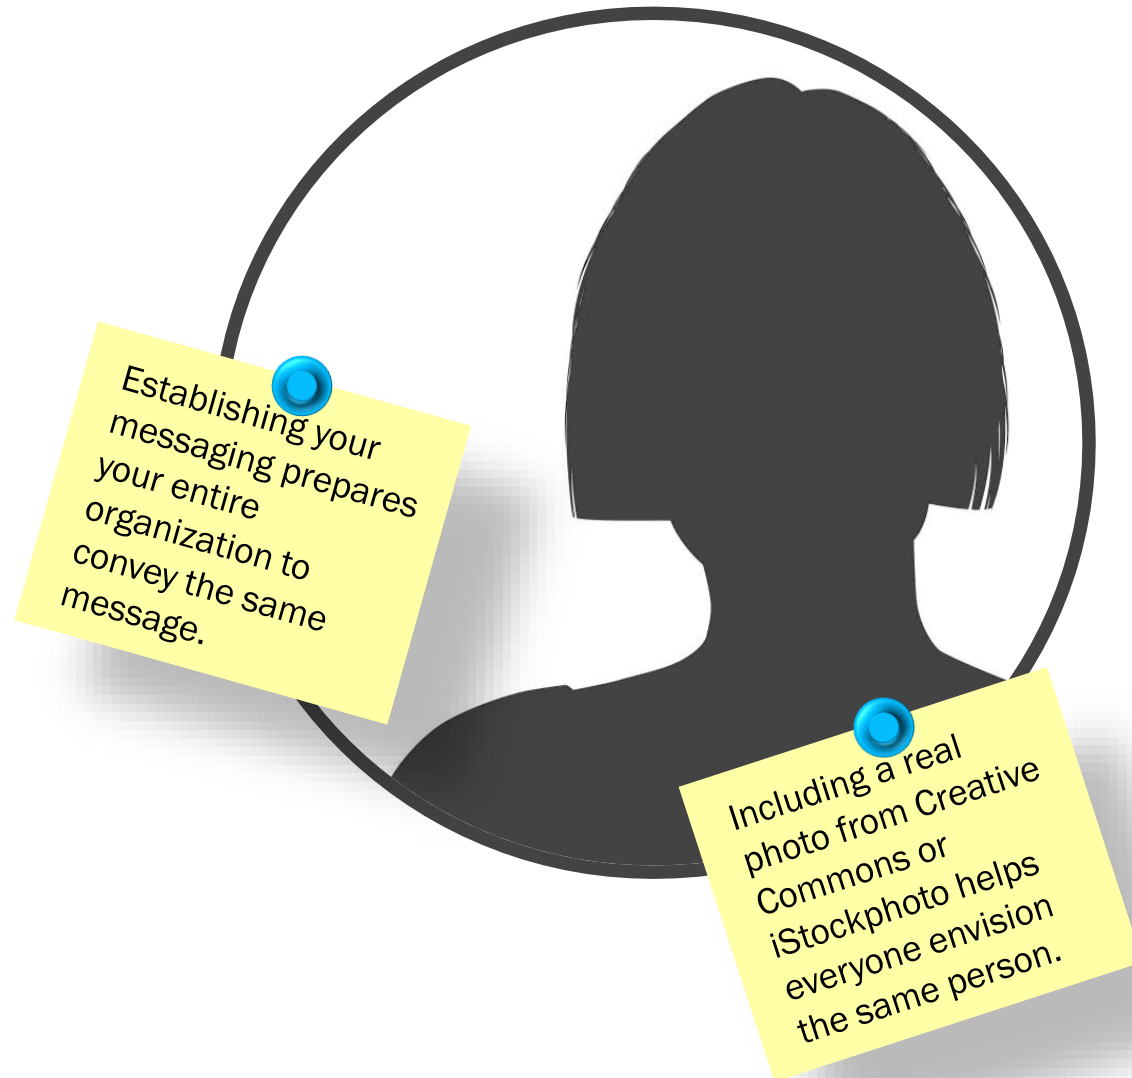 Establishing your
messaging prepares
your entire
organization to
convey the same
message.
Including a real
photo from Creative
Commons or
iStockphoto helps
everyone envision
the same person.